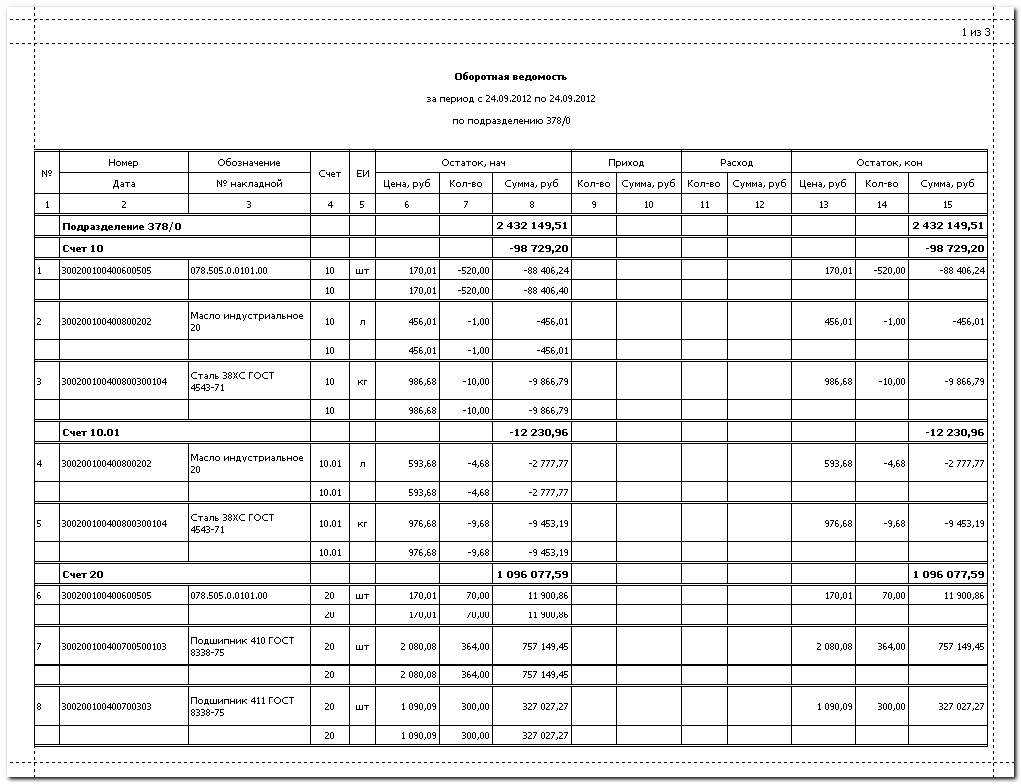 1 из 3
Оборотная ведомость
за период с 24.09.2012 по 24.09.2012
по подразделению 378/0
№ Номер Обозначение Счет ЕИ Остаток, нач Приход Расход Остаток, кон
Дата № накладной Цена, руб Кол-во Сумма, руб Кол-во Сумма, руб Кол-во Сумма, руб Цена, руб Кол-во Сумма, руб
1 2 3 4 5 6 7 8 9 10 11 12 13 14 15
Подразделение 378/0 2 432 149,51 2 432 149,51
Счет 10 -98 729,20 -98 729,20
1 300200100400600505 078.505.0.0101.00 10 шт 170,01 -520,00 -88 406,24 170,01 -520,00 -88 406,24
10 170,01 -520,00 -88 406,40
2 300200100400800202 Масло индустриальное 20 10 л 456,01 -1,00 -456,01 456,01 -1,00 -456,01
10 456,01 -1,00 -456,01
3 300200100400800300104 Сталь 38ХС ГОСТ 4543-71 10 кг 986,68 -10,00 -9 866,79 986,68 -10,00 -9 866,79
10 986,68 -10,00 -9 866,79
Счет 10.01 -12 230,96 -12 230,96
4 300200100400800202 Масло индустриальное 20 10.01 л 593,68 -4,68 -2 777,77 593,68 -4,68 -2 777,77
10.01 593,68 -4,68 -2 777,77
5 300200100400800300104 Сталь 38ХС ГОСТ 4543-71 10.01 кг 976,68 -9,68 -9 453,19 976,68 -9,68 -9 453,19
10.01 976,68 -9,68 -9 453,19
Счет 20 1 096 077,59 1 096 077,59
6 300200100400600505 078.505.0.0101.00 20 шт 170,01 70,00 11 900,86 170,01 70,00 11 900,86
20 170,01 70,00 11 900,86
7 300200100400700500103 Подшипник 410 ГОСТ 8338-75 20 шт 2 080,08 364,00 757 149,45 2 080,08 364,00 757 149,45
20 2 080,08 364,00 757 149,45
8 300200100400700303 Подшипник 411 ГОСТ 8338-75 20 шт 1 090,09 300,00 327 027,27 1 090,09 300,00 327 027,27
20 1 090,09 300,00 327 027,27